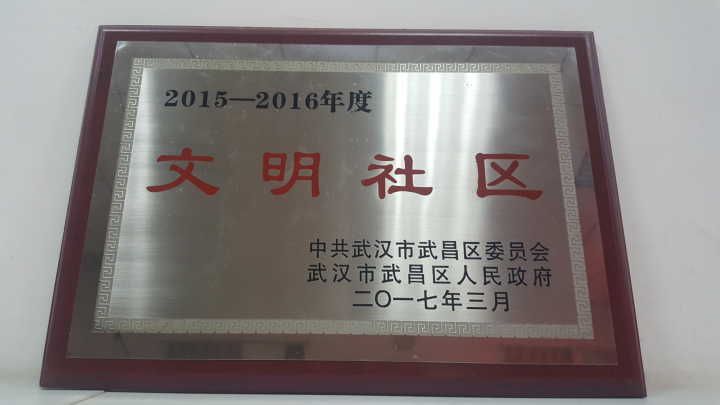 2015—2016年度
文明社区
中共武汉市武昌区委员会
武汉市武昌区人民政府
二〇一七年三月